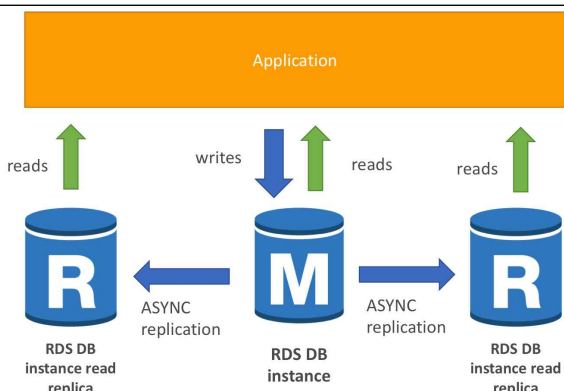 Application
reads
writes
reads
reads
R
M
R
ASYNC
replication
ASYNC
replication
RDS DB
instance read
replica
RDS DB
instance
RDS DB
instance read
replica